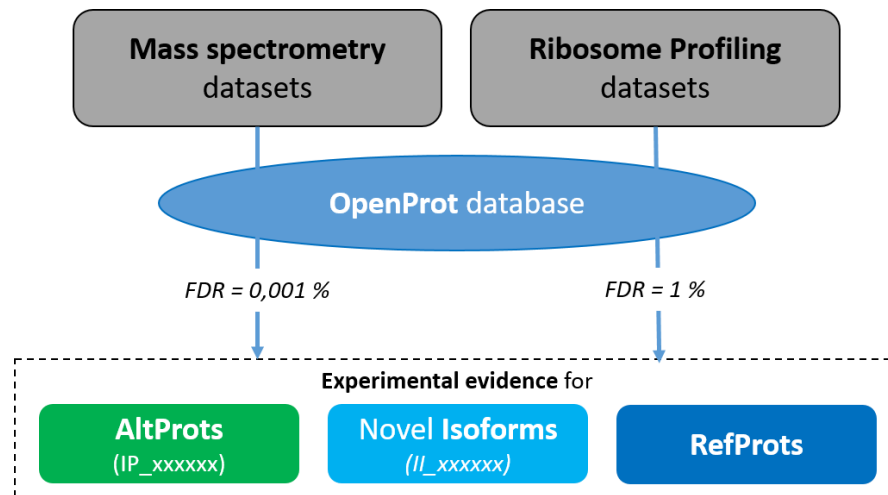 Mass spectrometry
datasets
Ribosome Profiling
datasets
OpenProt database
FDR = 0,001 %
FDR = 1 %
Experimental evidence for
AltProts
(IP_xxxxxx)
Novel Isoforms
(II_xxxxxx)
RefProts